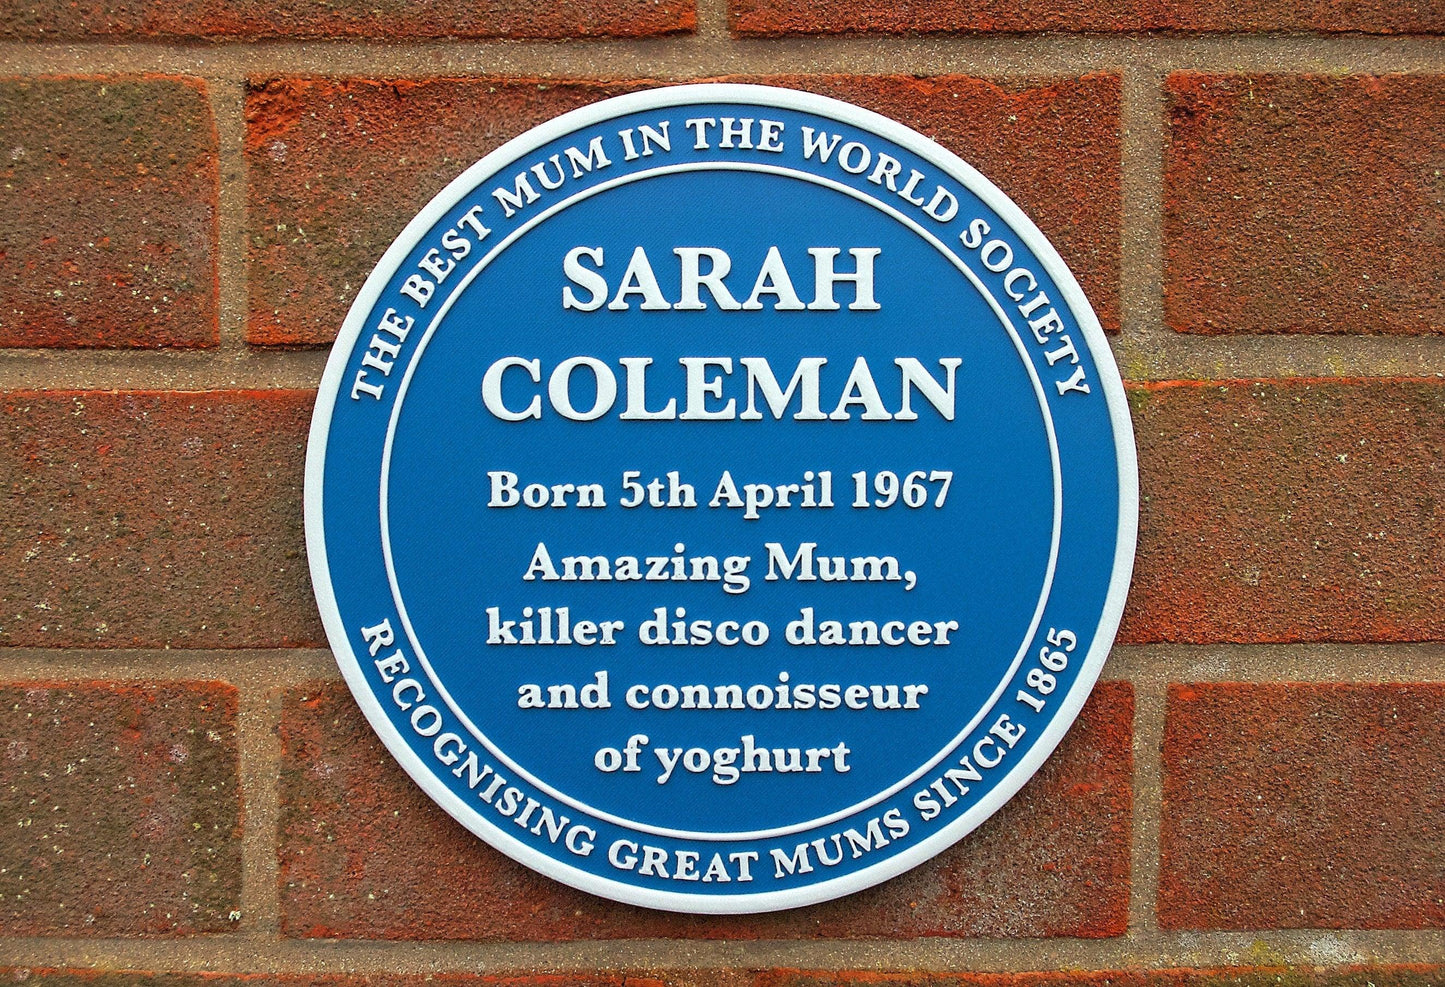 THE BEST MUM IN THE WORLD SOCIETY
SARAH
COLEMAN
Born 5th April 1967
Amazing Mum,
killer disco dancer
and connoisseur
of yoghurt
RECOGNISING GREAT MUMS SINCE 1865